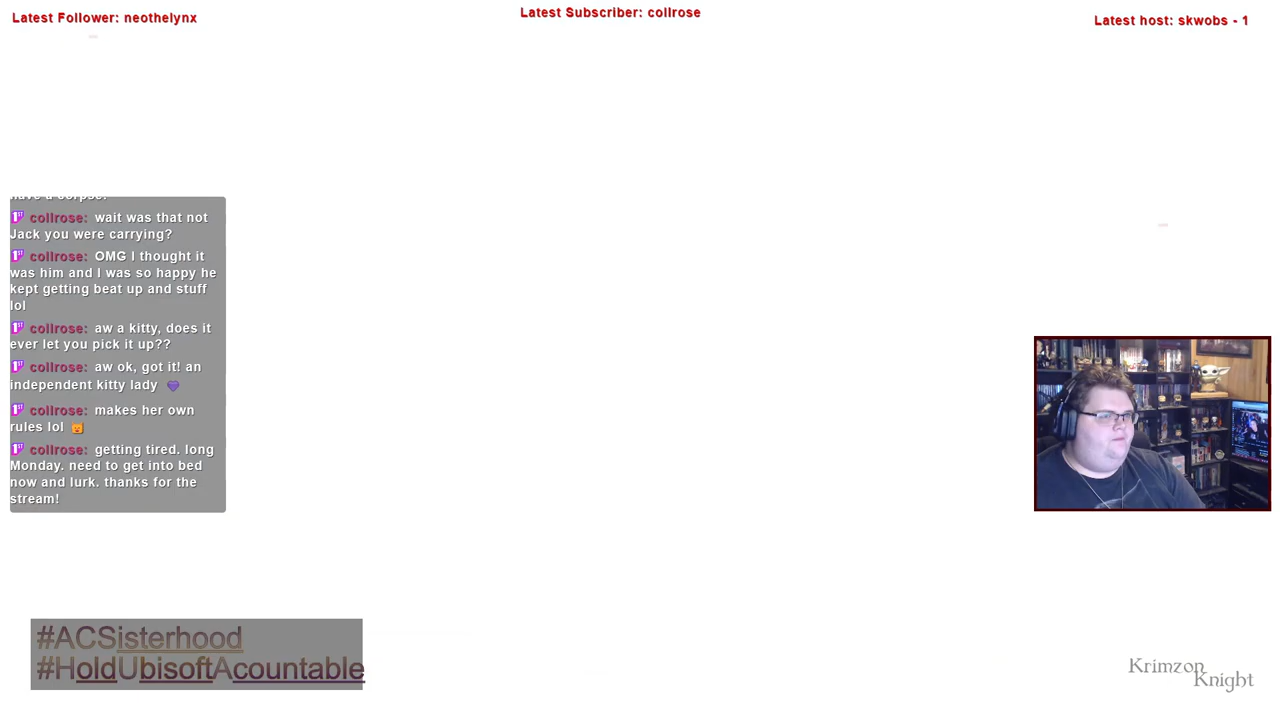 Latest Follower: neothelynx
Latest Subscriber: collrose
Latest host: skwobs - 1
have a corpse.
collrose: wait was that not
Jack you were carrying?
collrose: OMG I thought it
was him and I was so happy he
kept getting beat up and stuff
lol
collrose: aw a kitty, does it
ever let you pick it up??
collrose: aw ok, got it! an
independent kitty lady 💜
collrose: makes her own
rules lol 🎃
collrose: getting tired. long
Monday. need to get into bed
now and lurk. thanks for the
stream!
#ACSisterhood
#HoldUbisoftAcountable
Krimzon
Knight